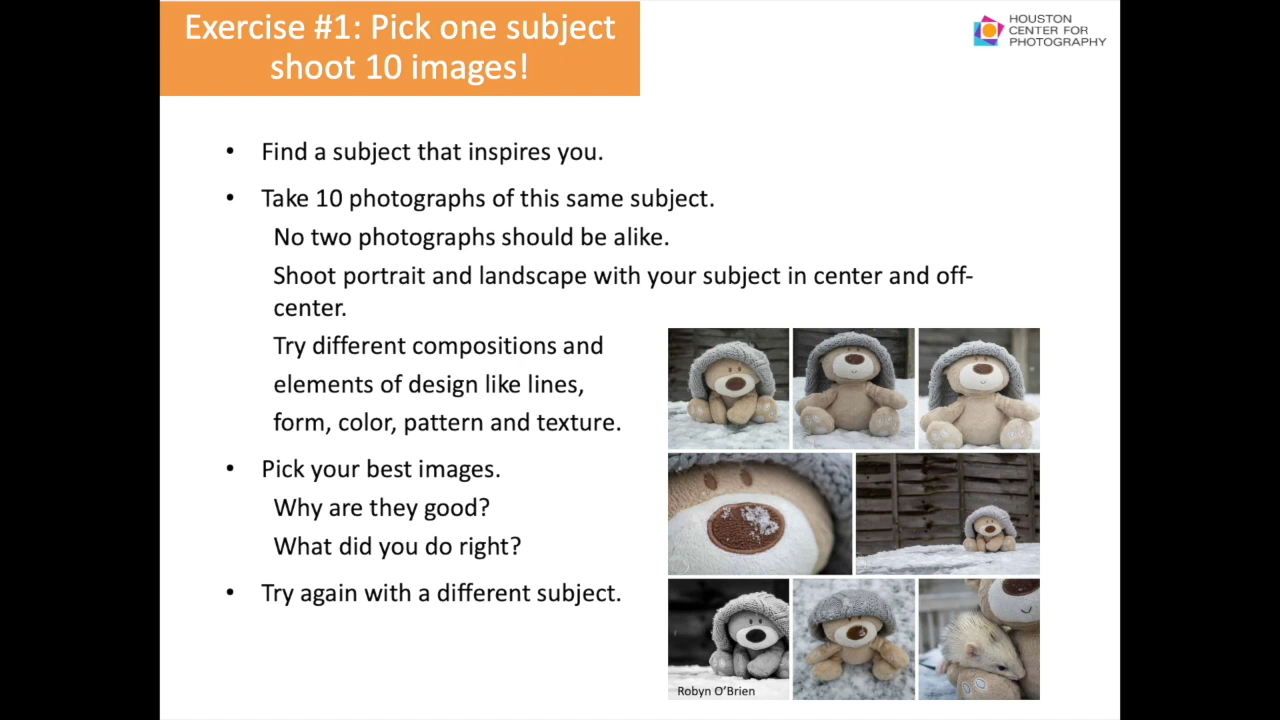 Exercise #1: Pick one subject
shoot 10 images!
HOUSTON
CENTER FOR
PHOTOGRAPHY
• Find a subject that inspires you.
• Take 10 photographs of this same subject.
No two photographs should be alike.
Shoot portrait and landscape with your subject in center and off-
center.
Try different compositions and
elements of design like lines,
form, color, pattern and texture.
• Pick your best images.
Why are they good?
What did you do right?
• Try again with a different subject.
Robyn O’Brien